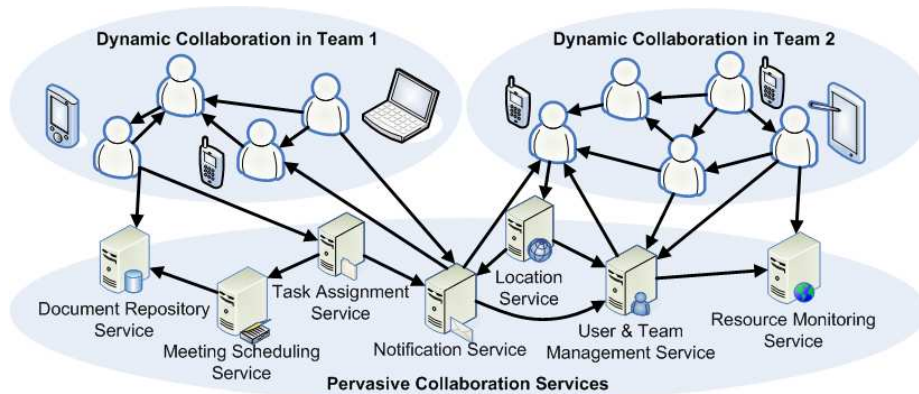 Dynamic Collaboration in Team 1
Dynamic Collaboration in Team 2
Document Repository
Service
Meeting Scheduling
Service
Task Assignment
Service
Notification Service
Location
Service
User & Team
Management Service
Resource Monitoring
Service
Pervasive Collaboration Services